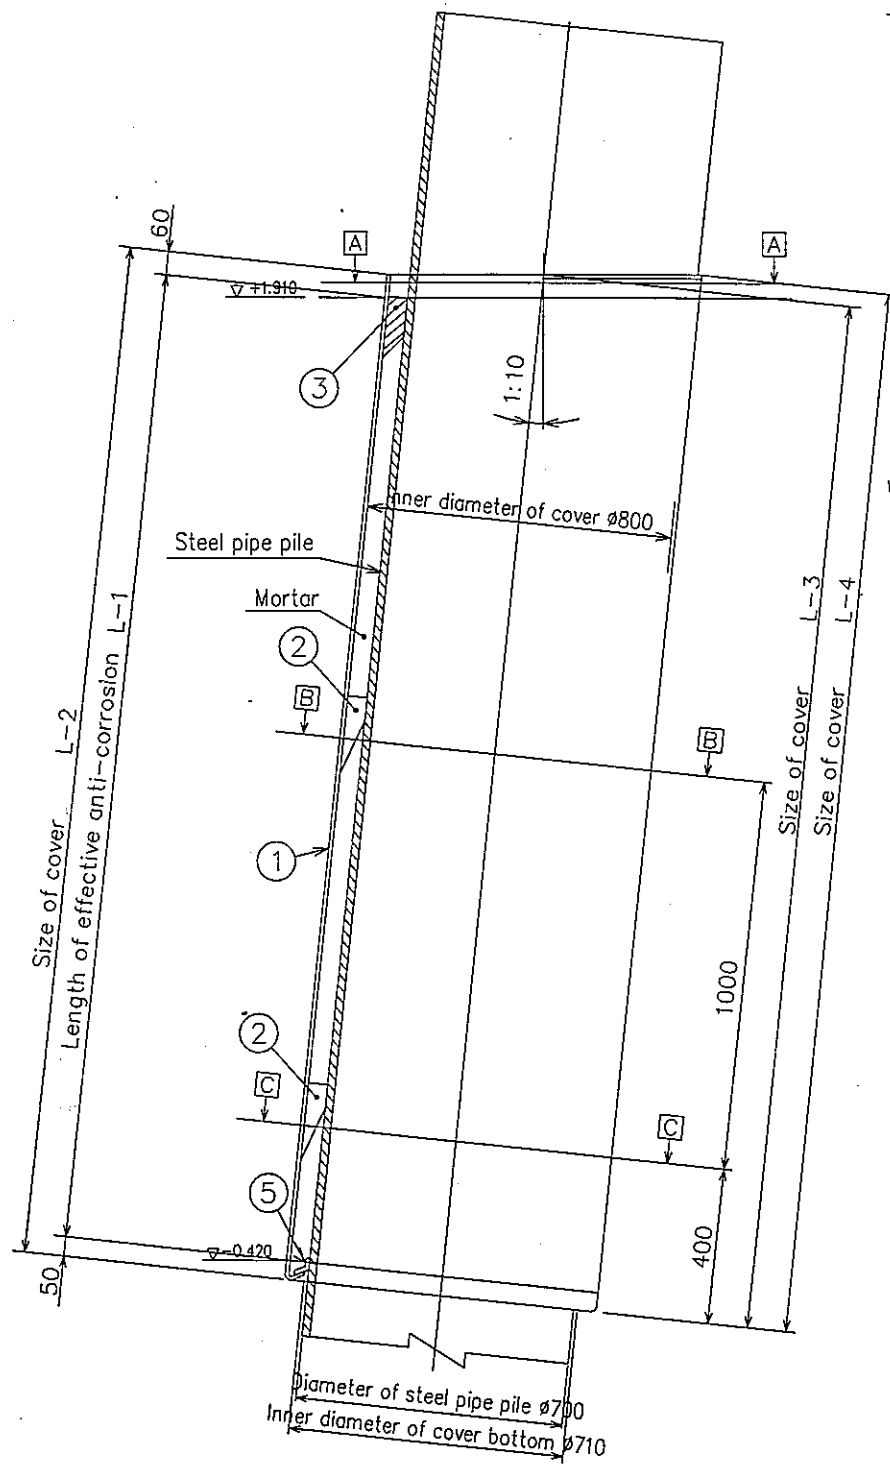 60
A
A
+1.910
3
1:10
Inner diameter of cover ø800
Steel pipe pile
Mortar
2
B
B
Size of cover L-2
Length of effective anti-corrosion L-1
Size of cover L-3
Size of cover L-4
1
1000
2
C
C
5
-0.420
400
50
Diameter of steel pipe pile ø700
Inner diameter of cover bottom ø710